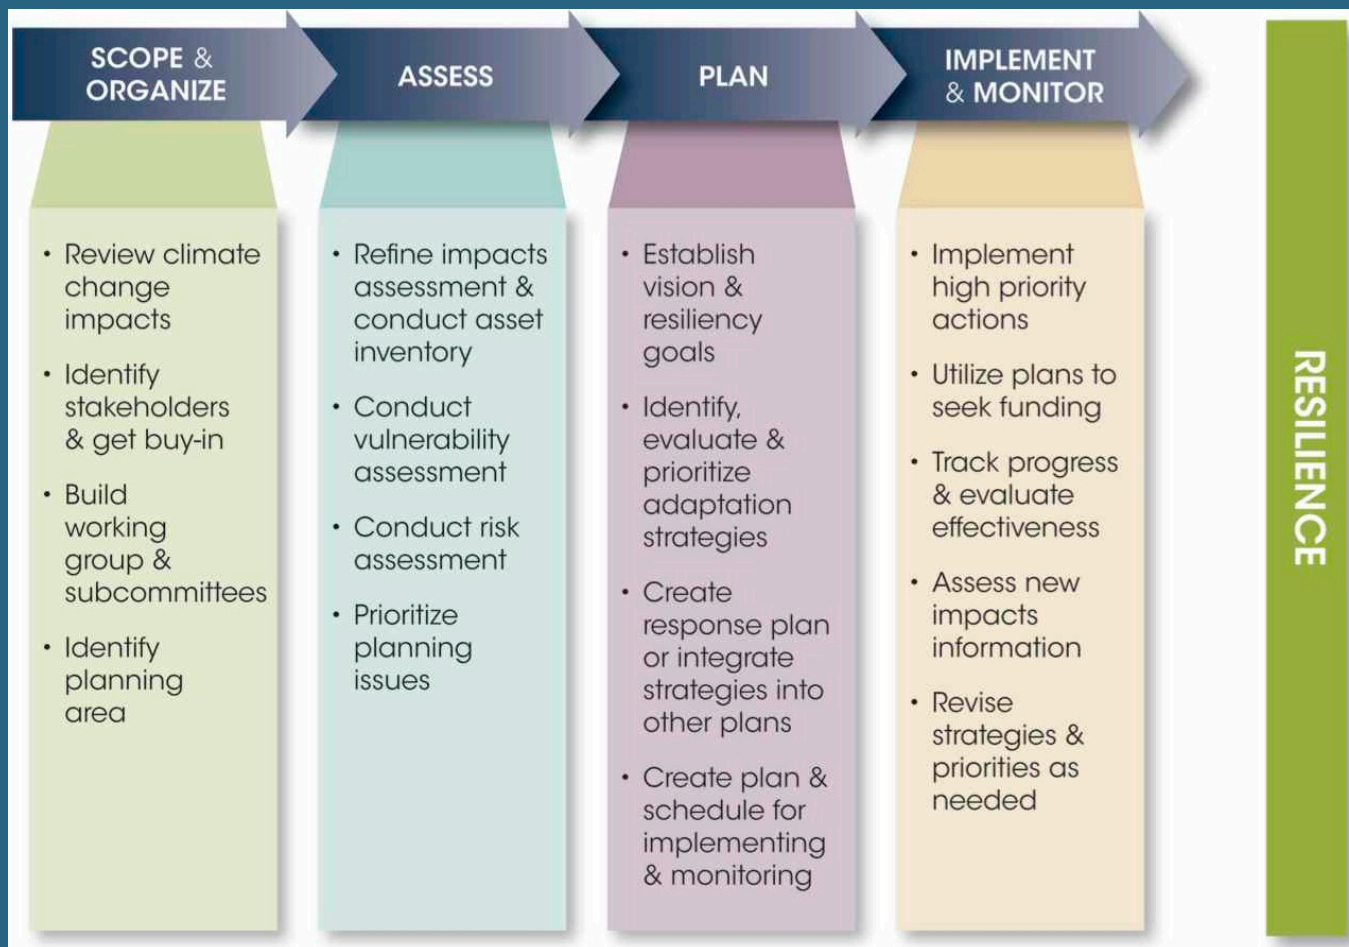 SCOPE &
ORGANIZE
ASSESS
PLAN
IMPLEMENT
& MONITOR
• Review climate
change
impacts
• Identify
stakeholders
& get buy-in
• Build
working
group &
subcommittees
• Identify
planning
area
• Refine impacts
assessment &
conduct asset
inventory
• Conduct
vulnerability
assessment
• Conduct risk
assessment
• Prioritize
planning
issues
• Establish
vision &
resiliency
goals
• Identify,
evaluate &
prioritize
adaptation
strategies
• Create
response plan
or integrate
strategies into
other plans
• Create plan &
schedule for
implementing
& monitoring
• Implement
high priority
actions
• Utilize plans to
seek funding
• Track progress
& evaluate
effectiveness
• Assess new
impacts
information
• Revise
strategies &
priorities as
needed
RESILIENCE